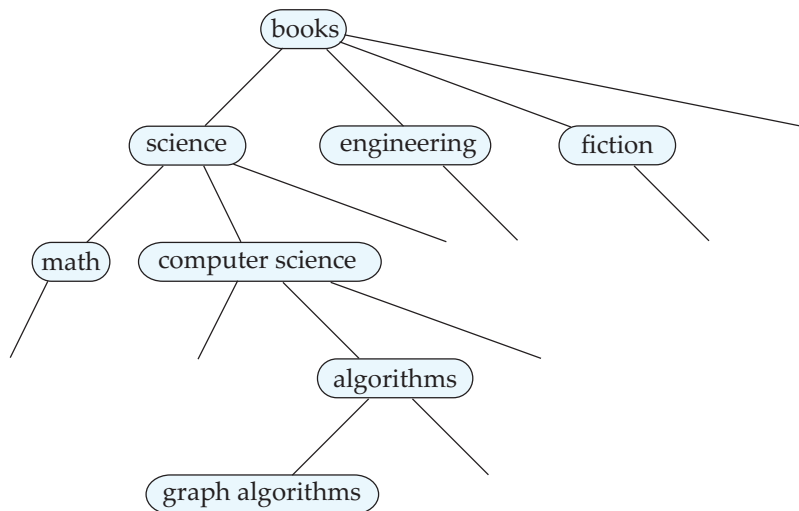 books
science
engineering
fiction
math
computer science
algorithms
graph algorithms